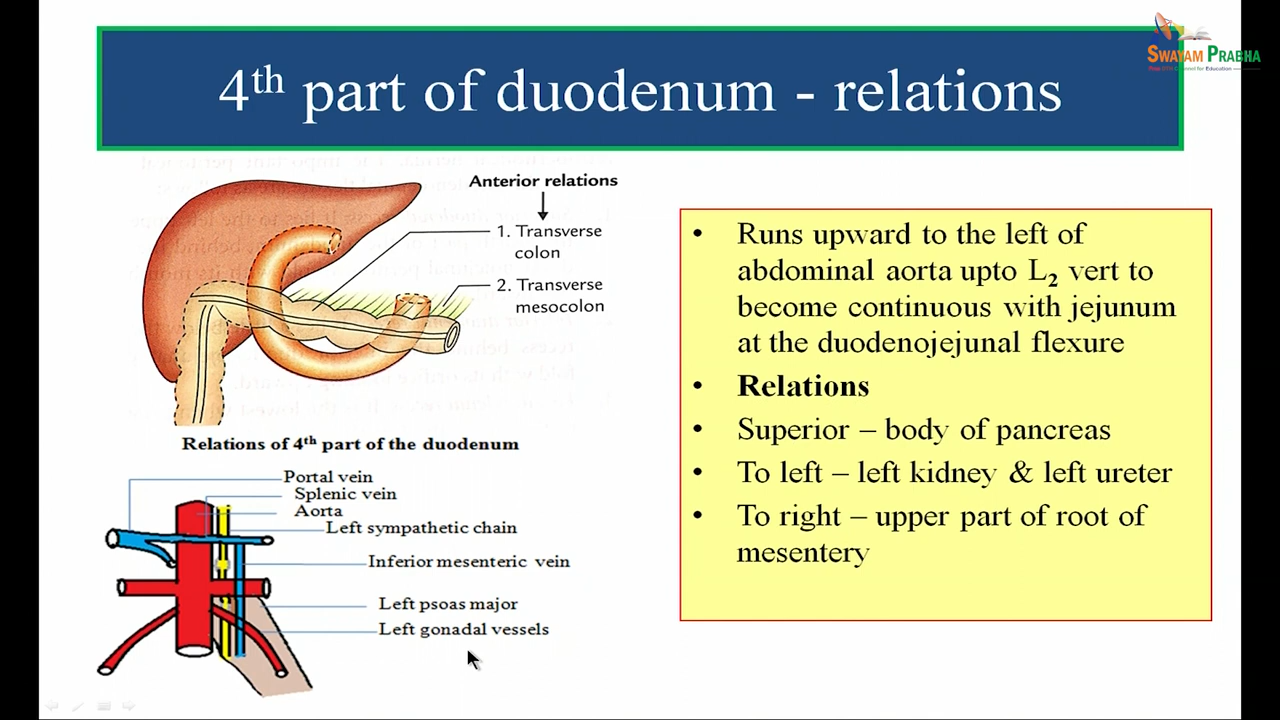 SWAYAM PRABHA
4th part of duodenum - relations
Anterior relations
1. Transverse
colon
2. Transverse
mesocolon
Relations of 4th part of the duodenum
Portal vein
Splenic vein
Aorta
Left sympathetic chain
Inferior mesenteric vein
Left psoas major
Left gonadal vessels
• Runs upward to the left of
abdominal aorta upto L2 vert to
become continuous with jejunum
at the duodenojejunal flexure
• Relations
• Superior – body of pancreas
• To left – left kidney & left ureter
• To right – upper part of root of
mesentery